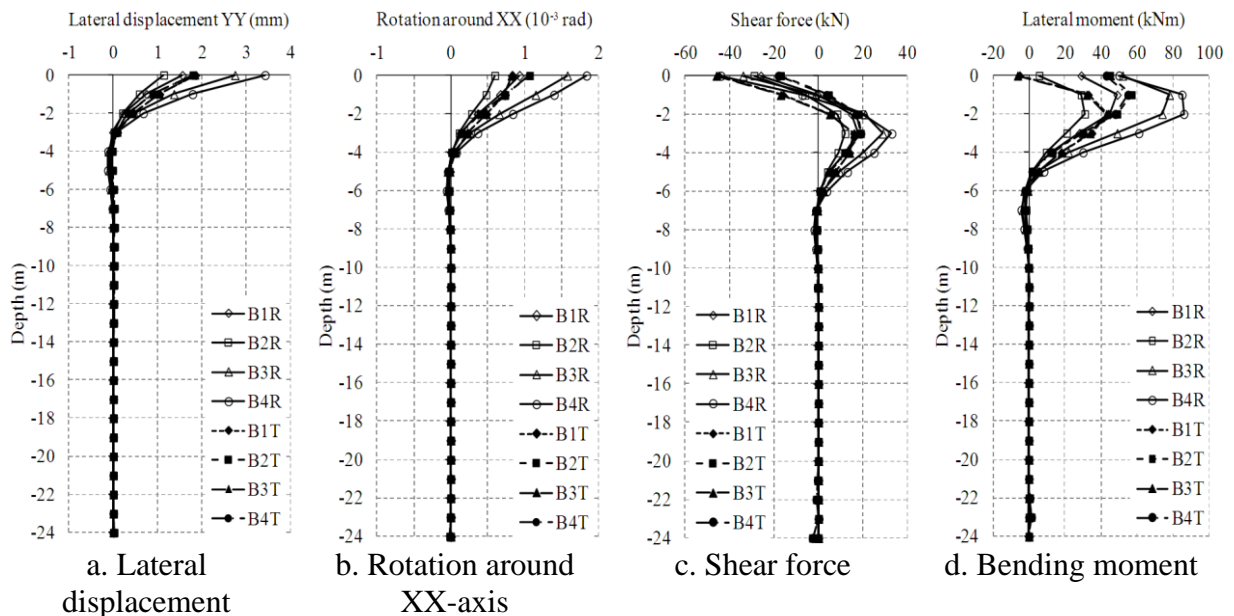 Lateral displacement YY (mm)
-1 0 1 2 3 4
0
-2
-4
-6
-8
-10
-12
-14
-16
-18
-20
-22
-24
Depth (m)
B1R
B2R
B3R
B4R
B1T
B2T
B3T
B4T
a. Lateral
displacement
Rotation around XX (10⁻³ rad)
-1 0 1 2
0
-2
-4
-6
-8
-10
-12
-14
-16
-18
-20
-22
-24
Depth (m)
B1R
B2R
B3R
B4R
B1T
B2T
B3T
B4T
b. Rotation around
XX-axis
Shear force (kN)
-60 -40 -20 0 20 40
0
-2
-4
-6
-8
-10
-12
-14
-16
-18
-20
-22
-24
Depth (m)
B1R
B2R
B3R
B4R
B1T
B2T
B3T
B4T
c. Shear force
Lateral moment (kNm)
-20 0 20 40 60 80 100
0
-2
-4
-6
-8
-10
-12
-14
-16
-18
-20
-22
-24
Depth (m)
B1R
B2R
B3R
B4R
B1T
B2T
B3T
B4T
d. Bending moment